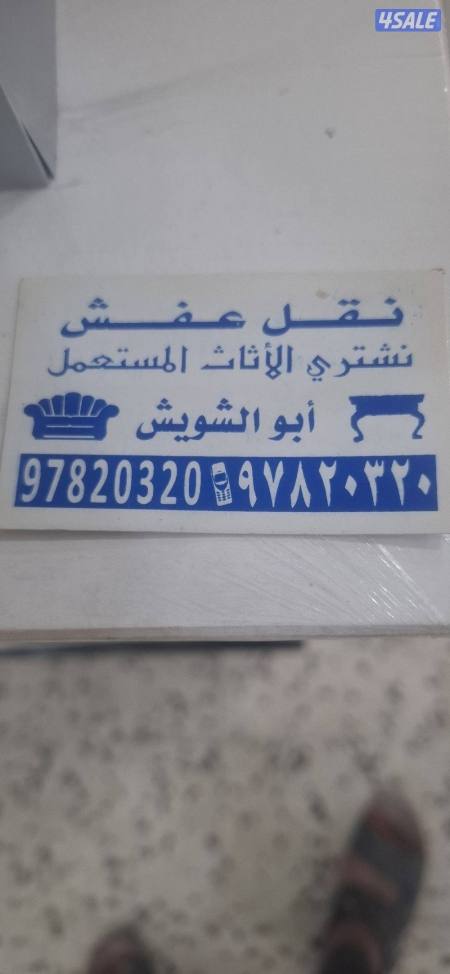 4SALE
نقل عفش
نشتري الأثاث المستعمل
أبو الشويش
97820320 ٩٧٨٢٠٣٢٠